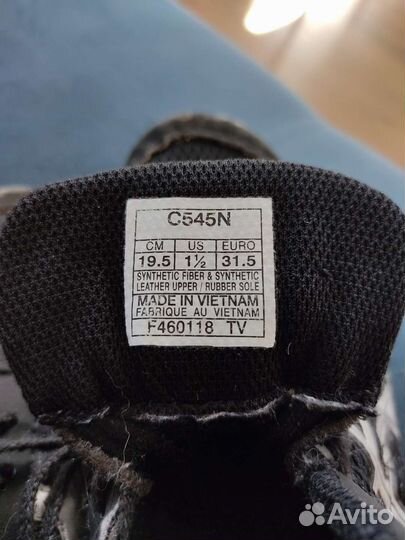 C545N
CM US EURO
19.5 1½ 31.5
SYNTHETIC FIBER & SYNTHETIC
LEATHER UPPER / RUBBER SOLE
MADE IN VIETNAM
FABRIQUE AU VIETNAM
F460118 TV
Avito